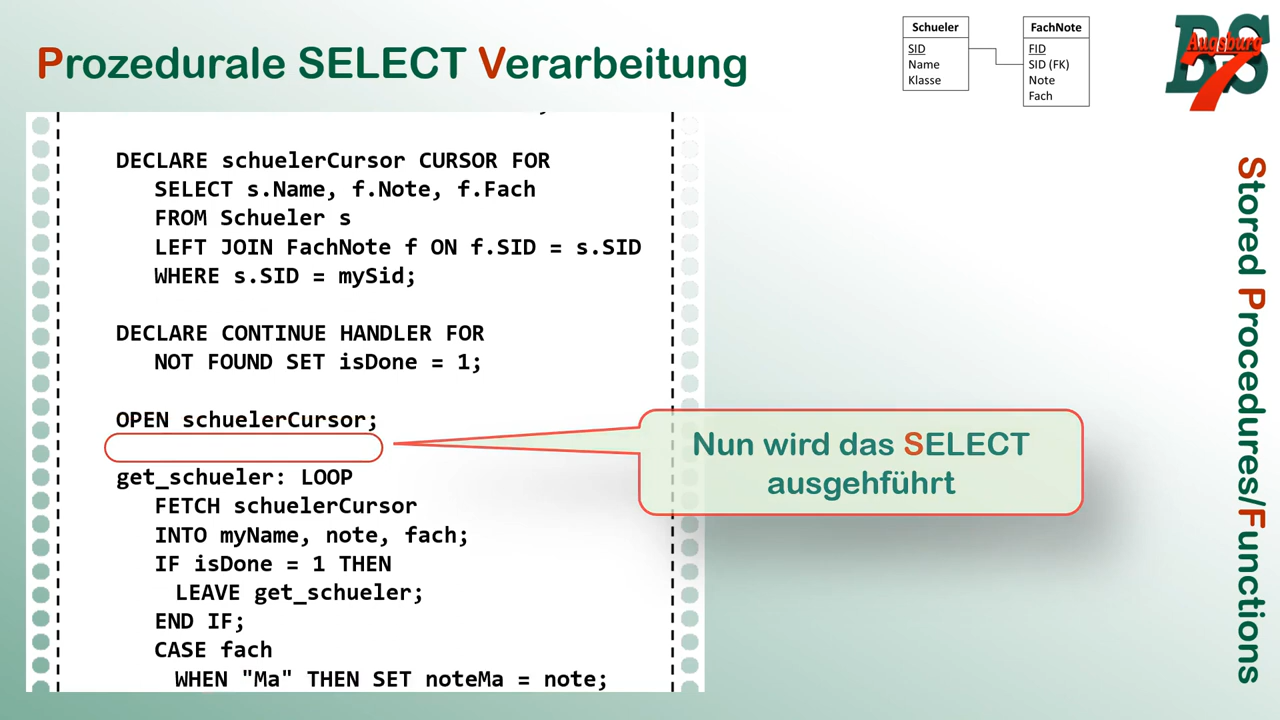 Prozedurale SELECT Verarbeitung
Schueler
SID
Name
Klasse
FachNote
FID
SID (FK)
Note
Fach
BS
Augsburg
7
DECLARE schuelerCursor CURSOR FOR
SELECT s.Name, f.Note, f.Fach
FROM Schueler s
LEFT JOIN FachNote f ON f.SID = s.SID
WHERE s.SID = mySid;
DECLARE CONTINUE HANDLER FOR
NOT FOUND SET isDone = 1;
OPEN schuelerCursor;
get_schueler: LOOP
FETCH schuelerCursor
INTO myName, note, fach;
IF isDone = 1 THEN
LEAVE get_schueler;
END IF;
CASE fach
WHEN "Ma" THEN SET noteMa = note;
Nun wird das SELECT
ausgehführt
Stored Procedures/Functions